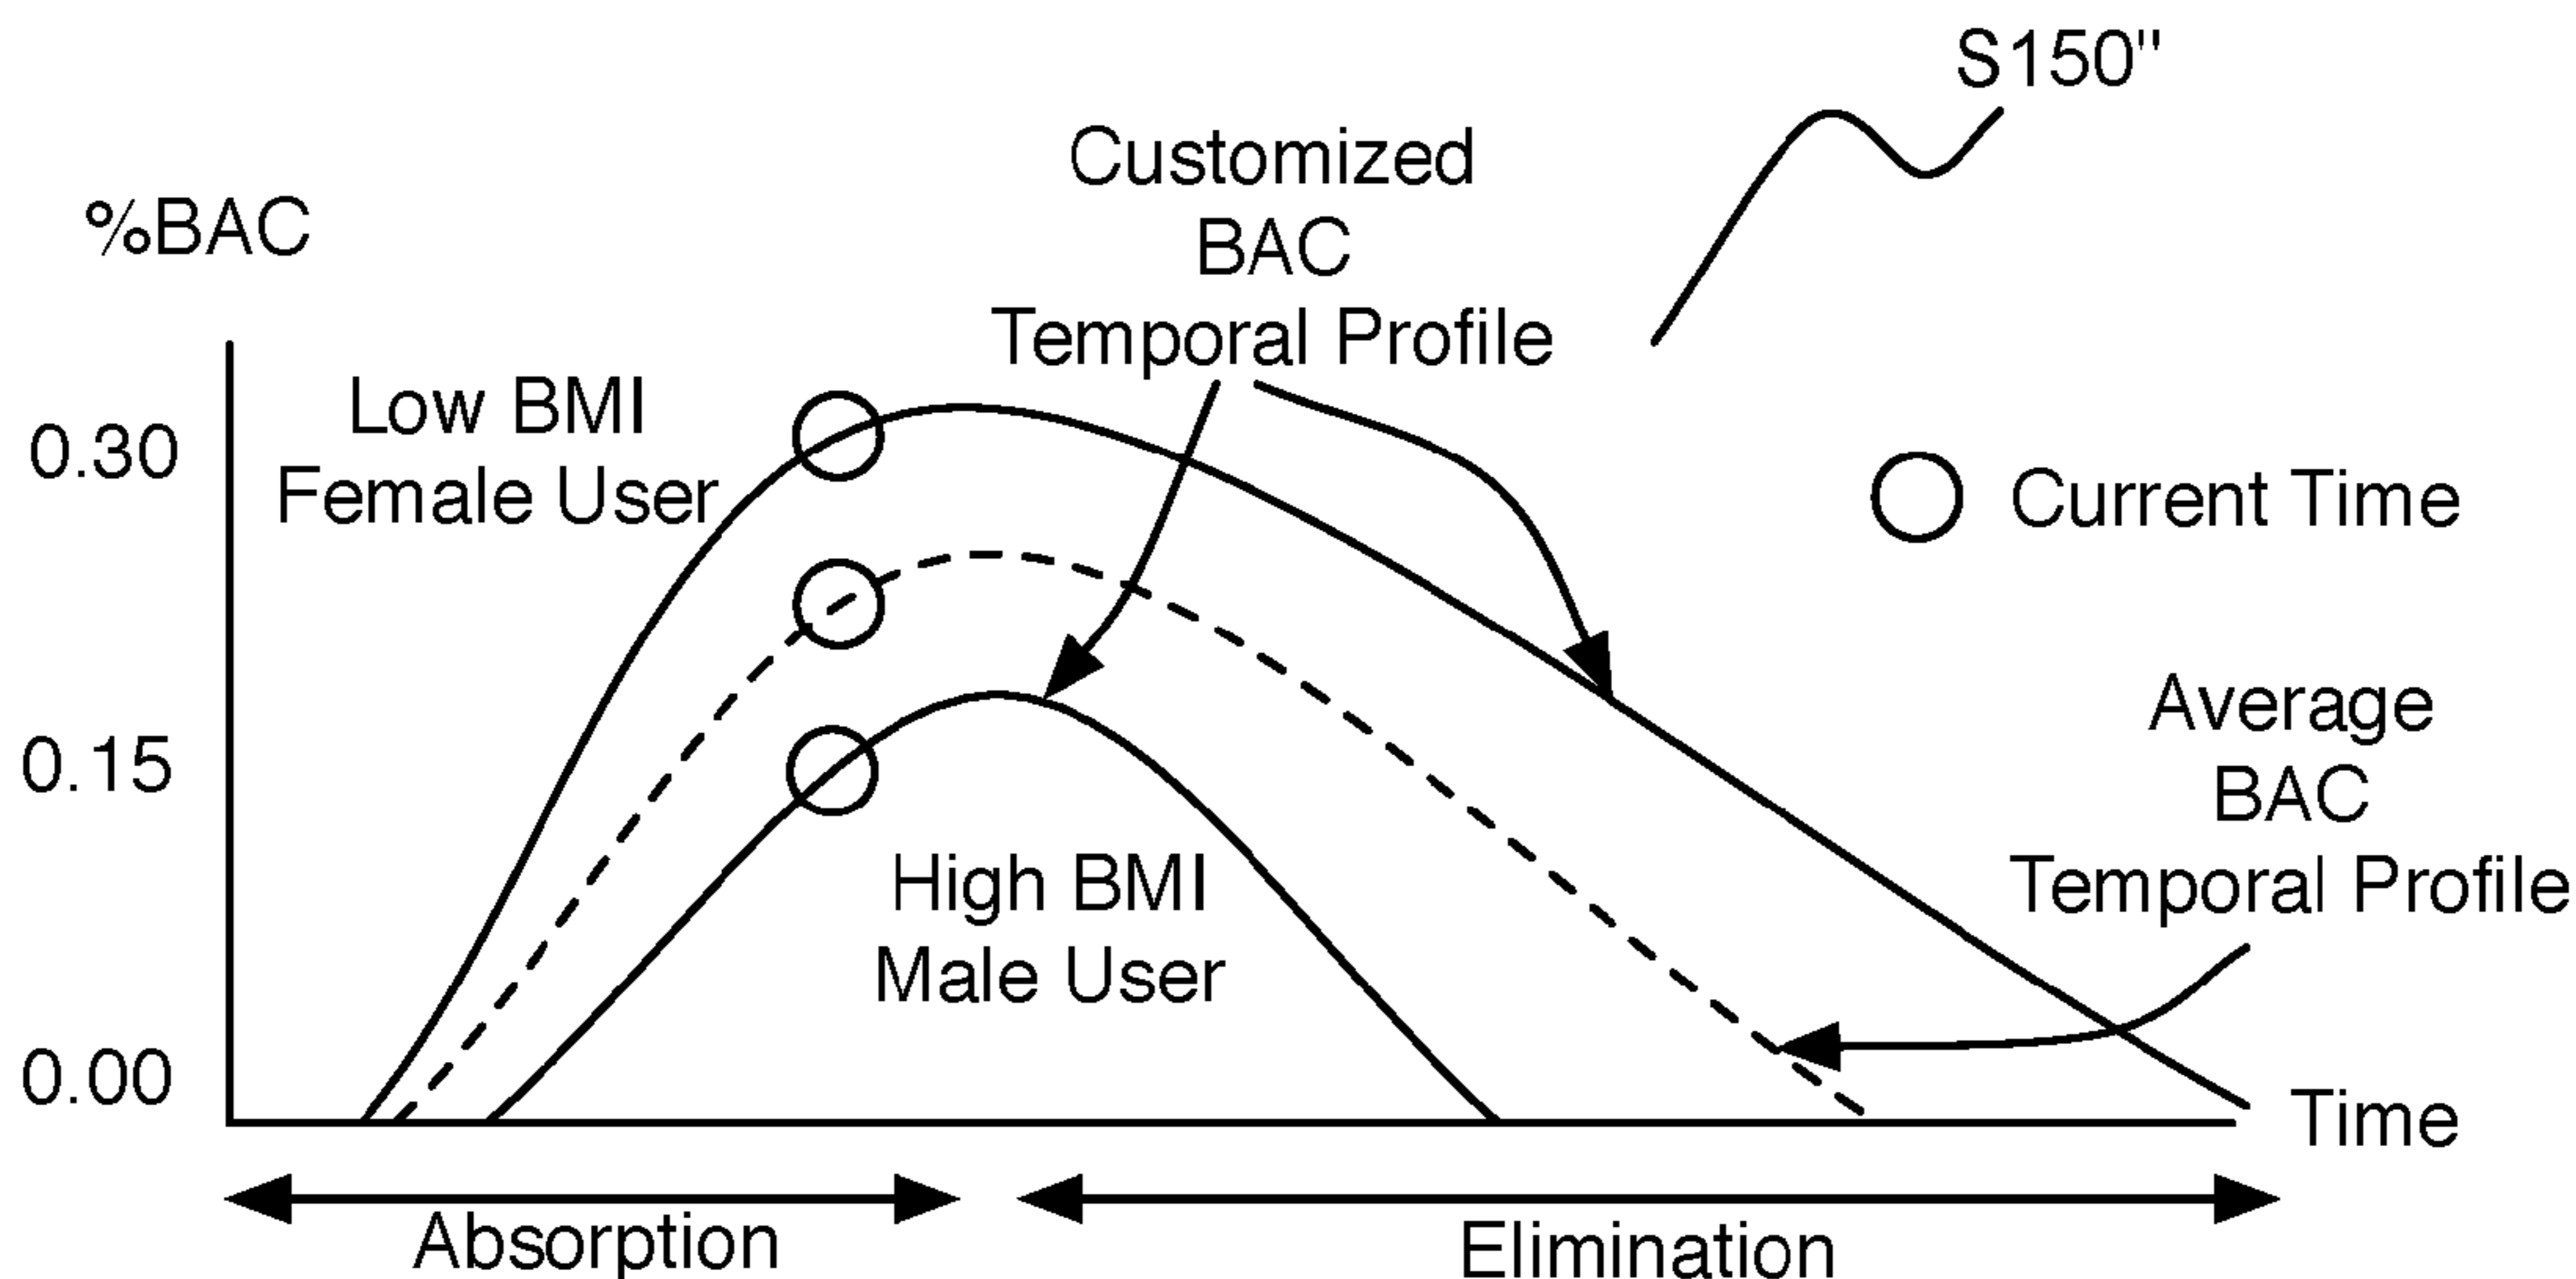 S150"
Customized
BAC
Temporal Profile
%BAC
Low BMI
Female User
0.30
Current Time
0.15
Average
BAC
Temporal Profile
High BMI
Male User
0.00
Time
Absorption
Elimination